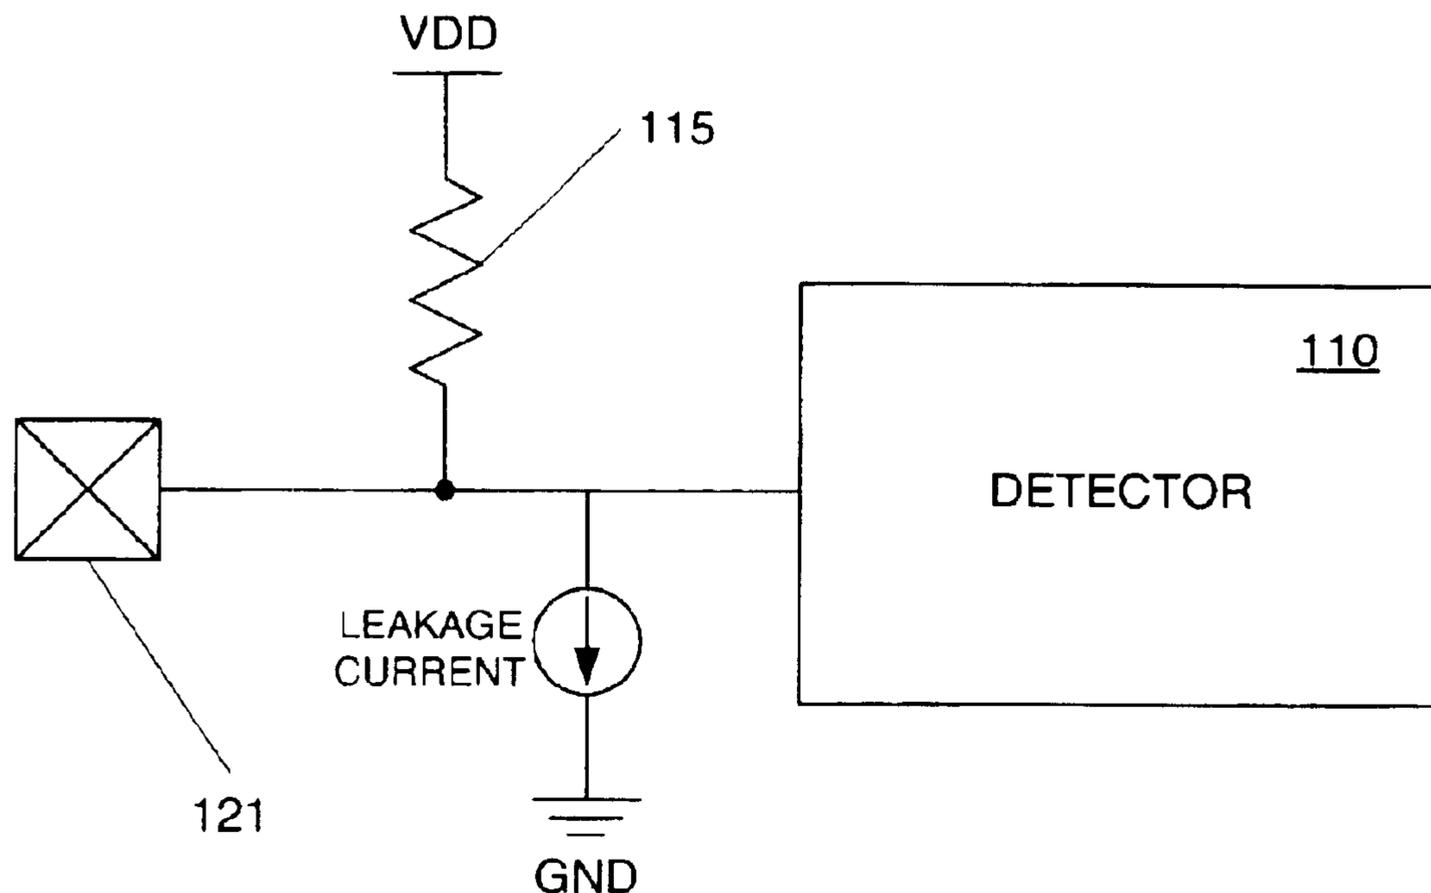 VDD
115
110
DETECTOR
LEAKAGE
CURRENT
121
GND